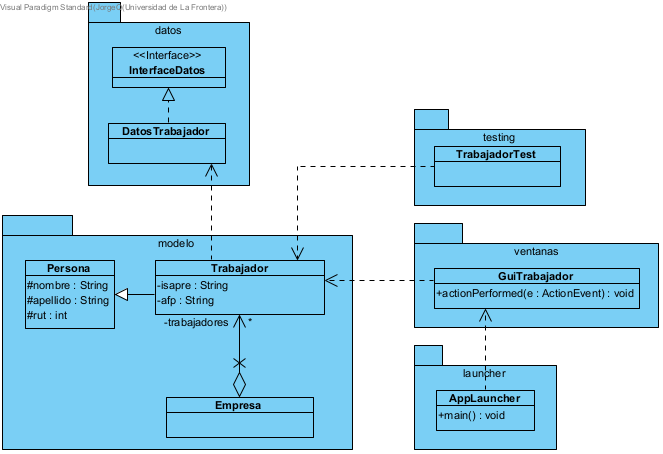 Visual Paradigm Standard(Jorge(Universidad de La Frontera))
datos
<<Interface>>
InterfaceDatos
DatosTrabajador
testing
TrabajadorTest
modelo
Persona
#nombre : String
#apellido : String
#rut : int
Trabajador
-isapre : String
-afp : String
-trabajadores
*
Empresa
ventanas
GuiTrabajador
+actionPerformed(e : ActionEvent) : void
launcher
AppLauncher
+main() : void